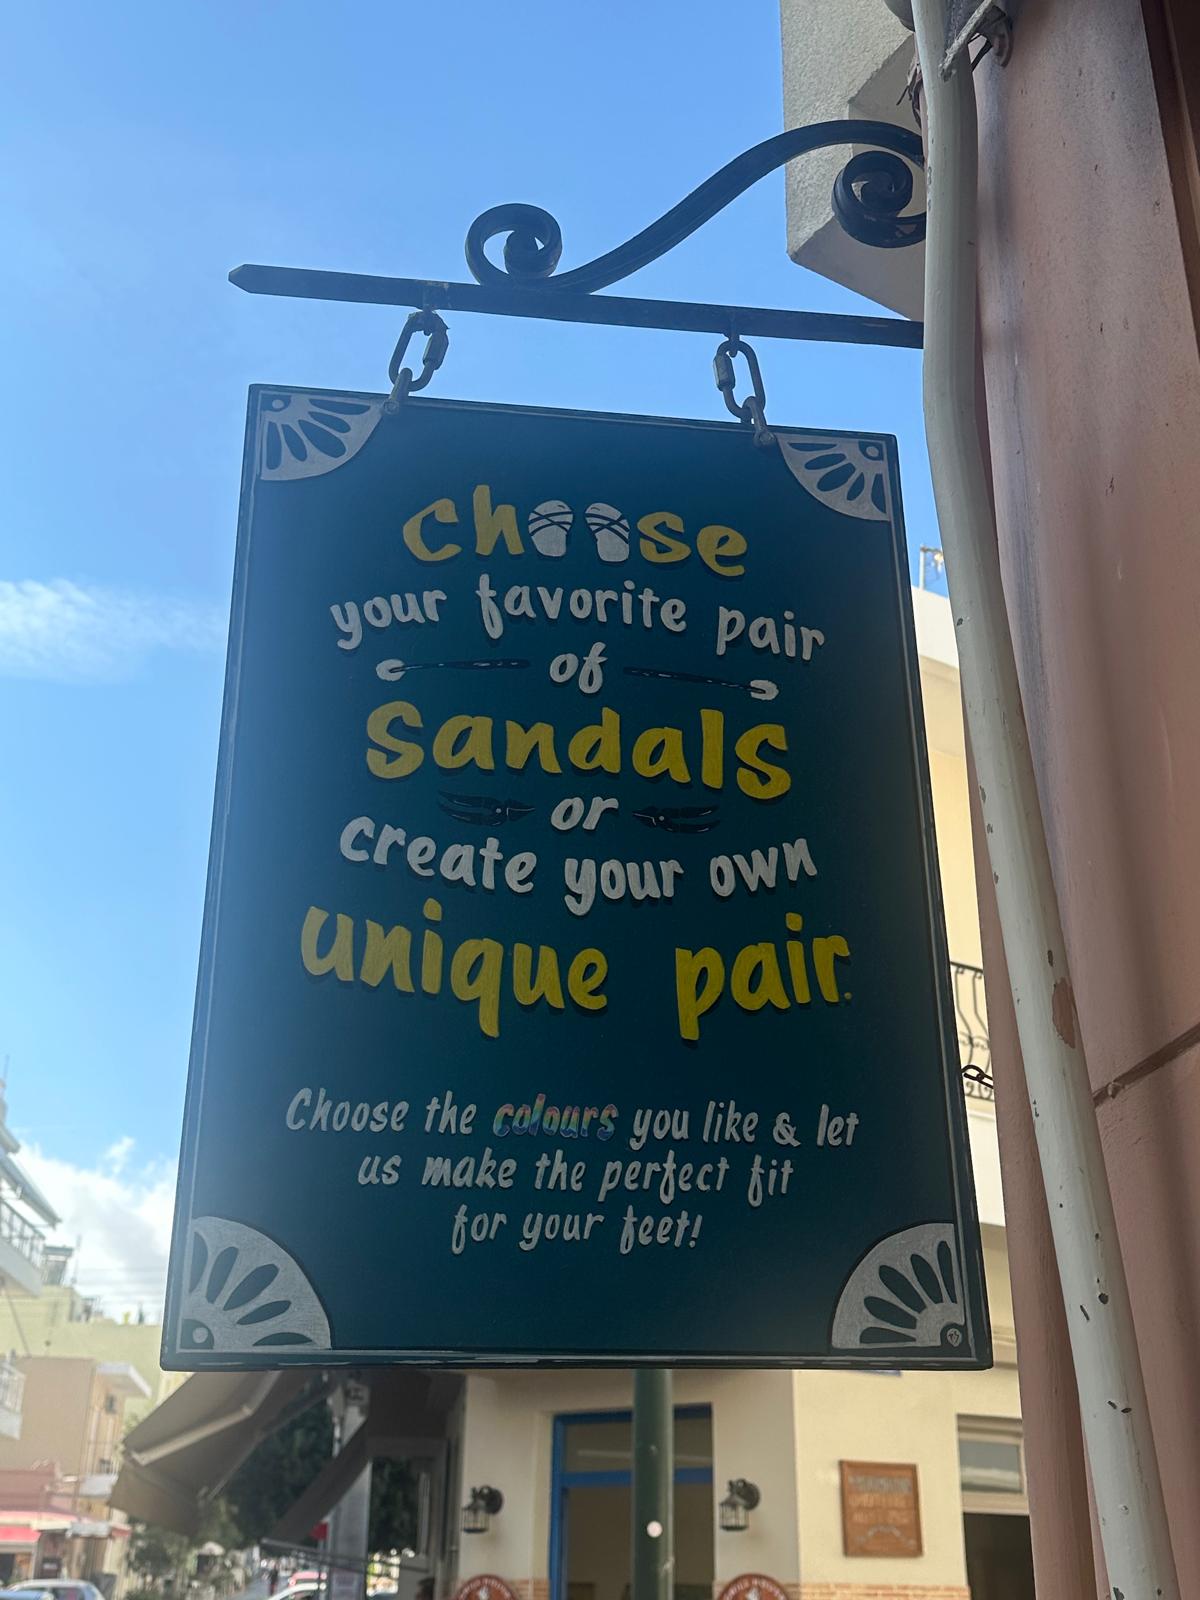 Choose
your favorite pair
of
Sandals
or
create your own
unique pair.
Choose the colours you like & let
us make the perfect fit
for your feet!